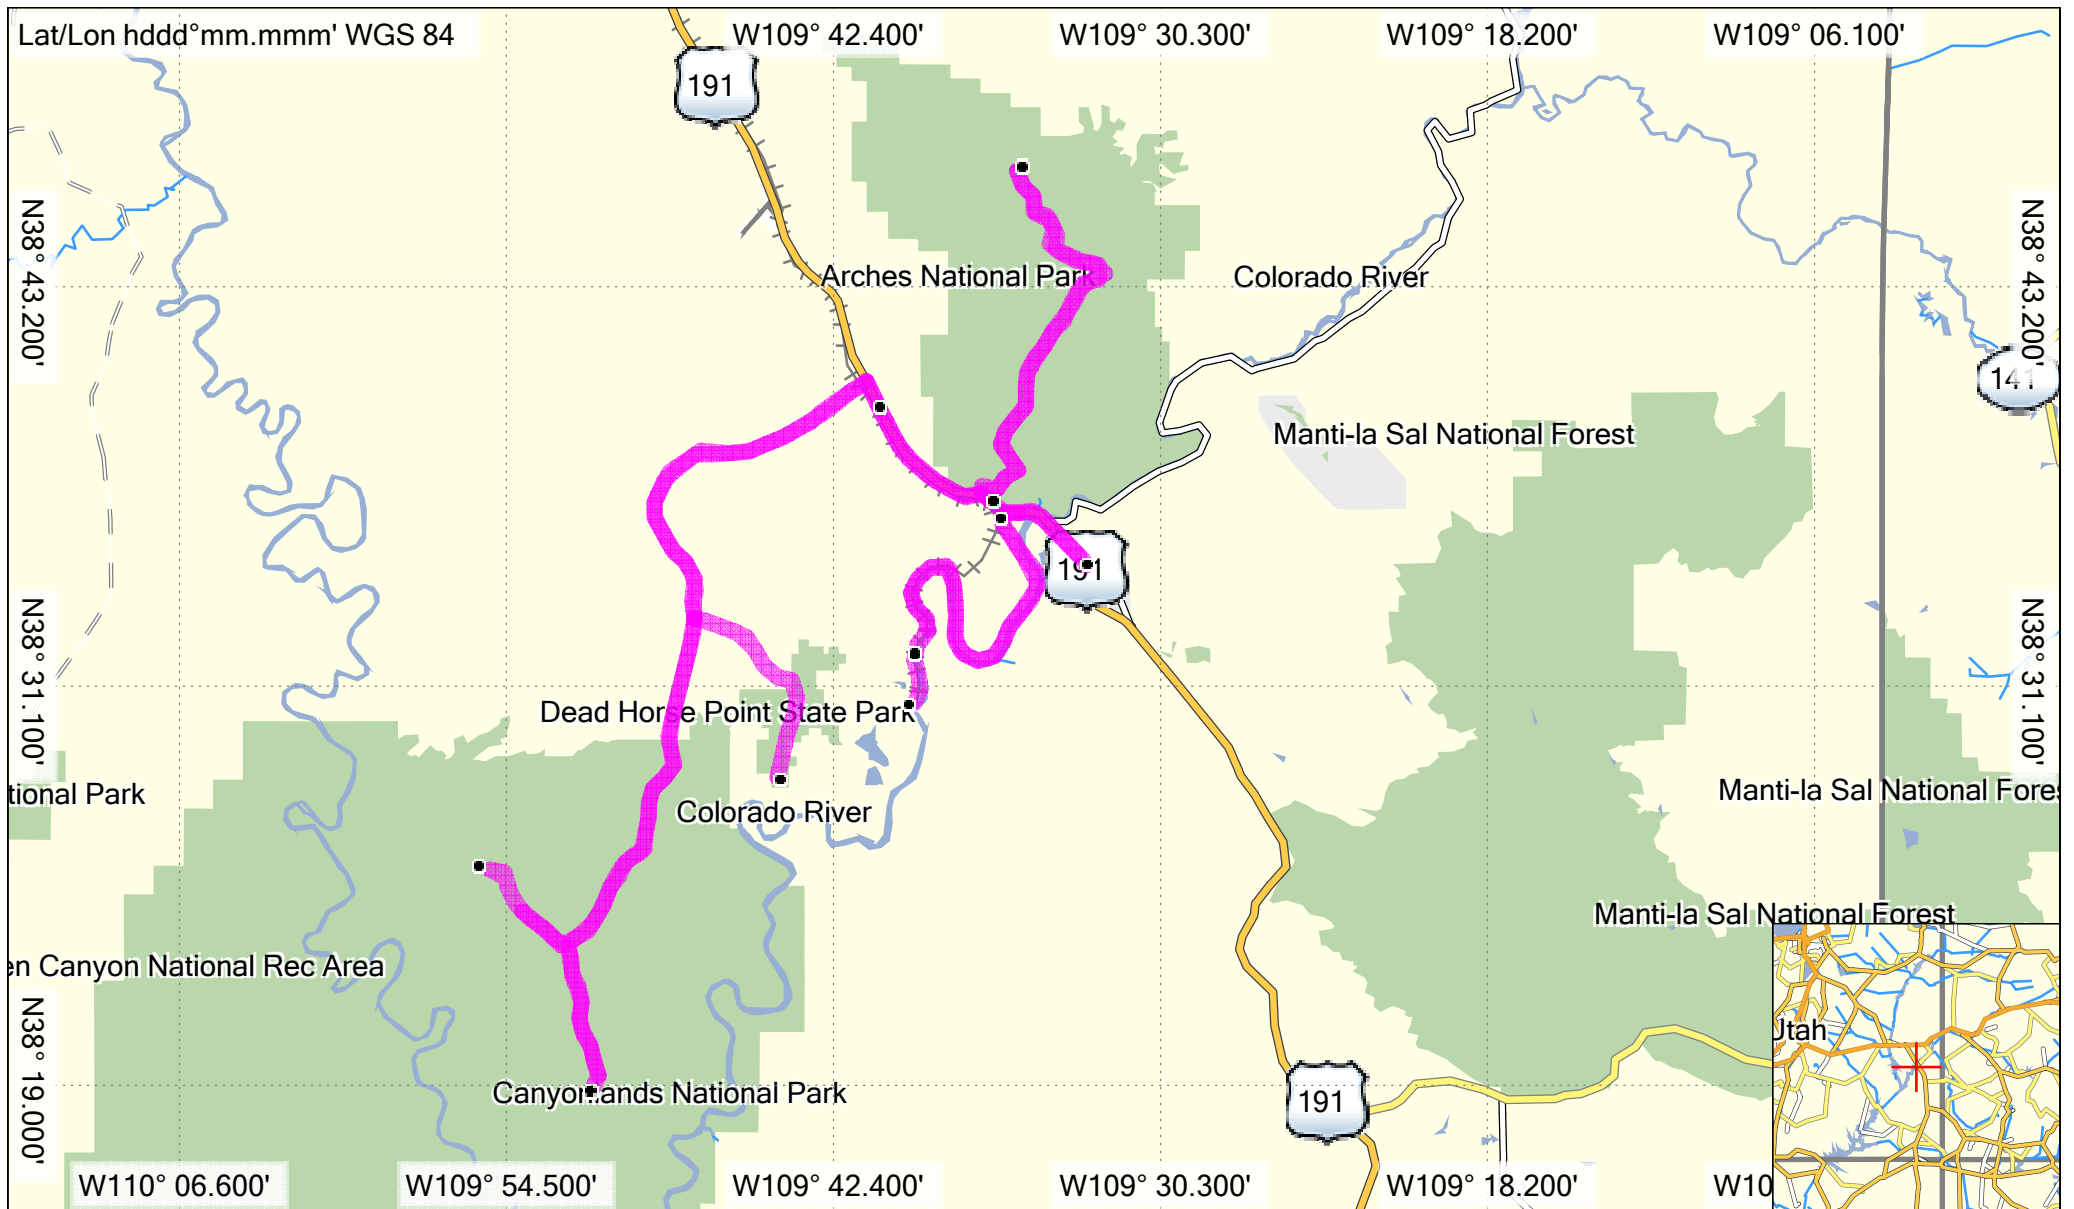 Lat/Lon hddd°mm.mmm' WGS 84
W109° 42.400'
W109° 30.300'
W109° 18.200'
W109° 06.100'
191
N38° 43.200'
N38° 43.200'
Arches National Park
Colorado River
141
Manti-la Sal National Forest
191
N38° 31.100'
N38° 31.100'
Dead Horse Point State Park
tional Park
Manti-la Sal National Fores
Colorado River
Manti-la Sal National Forest
en Canyon National Rec Area
Utah
N38° 19.000'
Canyonlands National Park
191
W110° 06.600'
W109° 54.500'
W109° 42.400'
W109° 30.300'
W109° 18.200'
W10